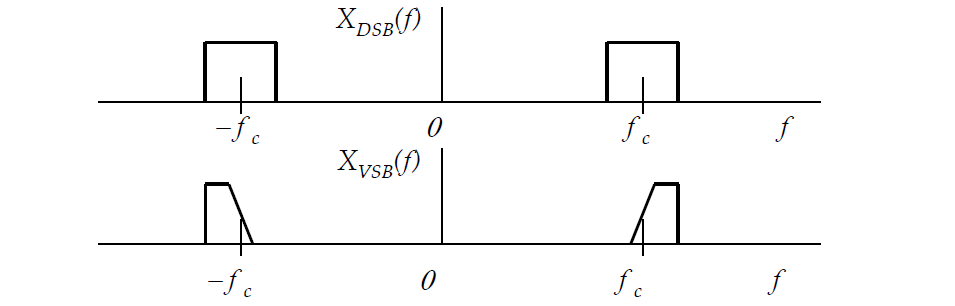 X_DSB(f)
−f_c 0 f_c f
X_VSB(f)
−f_c 0 f_c f